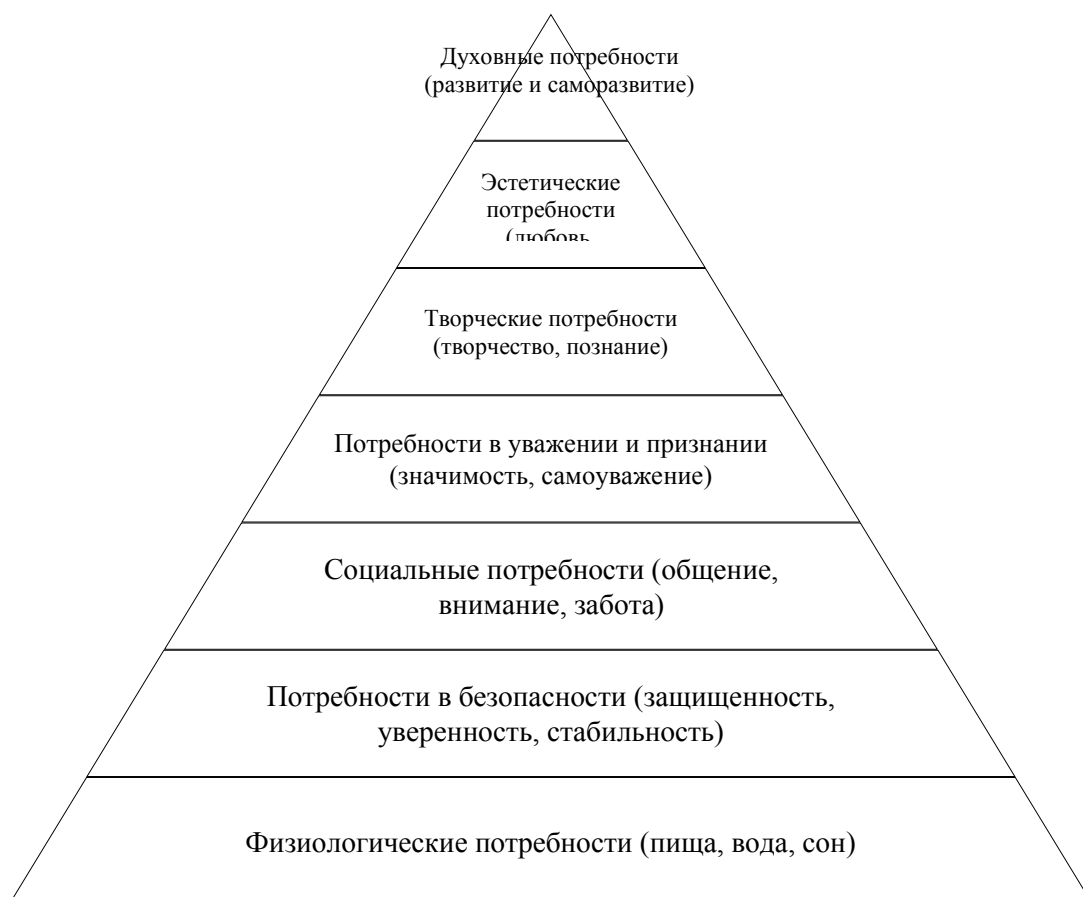 Духовные потребности
(развитие и саморазвитие)
Эстетические
потребности
(любовь
Творческие потребности
(творчество, познание)
Потребности в уважении и признании
(значимость, самоуважение)
Социальные потребности (общение,
внимание, забота)
Потребности в безопасности (защищенность,
уверенность, стабильность)
Физиологические потребности (пища, вода, сон)